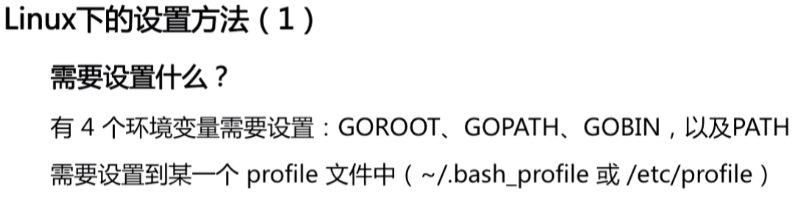 Linux下的设置方法（1）
需要设置什么？
有 4 个环境变量需要设置：GOROOT、GOPATH、GOBIN，以及PATH
需要设置到某一个 profile 文件中（~/.bash_profile 或 /etc/profile）